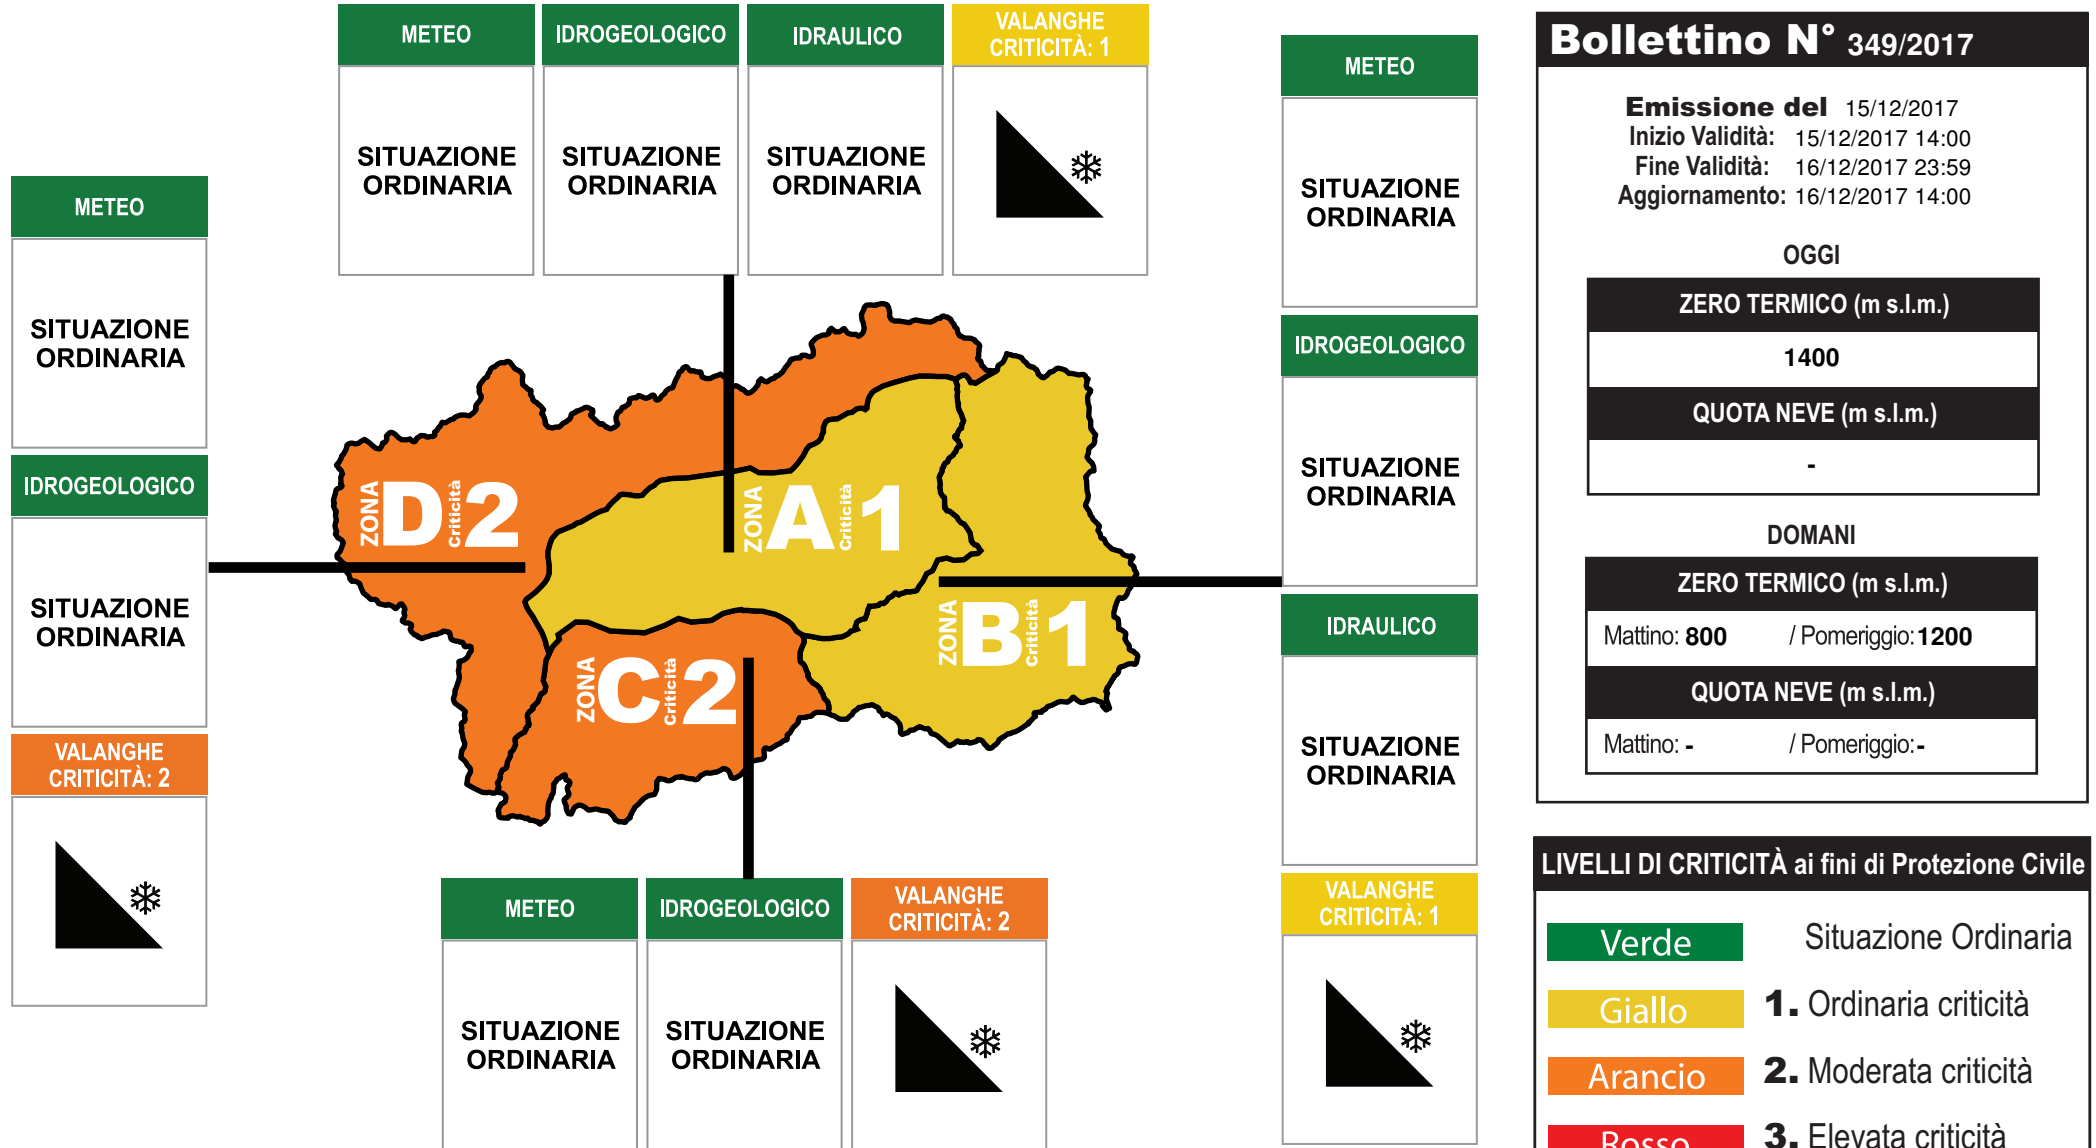 METEO
SITUAZIONE
ORDINARIA
IDROGEOLOGICO
SITUAZIONE
ORDINARIA
IDRAULICO
SITUAZIONE
ORDINARIA
VALANGHE
CRITICITÀ: 1
METEO
SITUAZIONE
ORDINARIA
IDROGEOLOGICO
SITUAZIONE
ORDINARIA
VALANGHE
CRITICITÀ: 2
ZONA D Criticità 2
ZONA A Criticità 1
ZONA B Criticità 1
ZONA C Criticità 2
METEO
SITUAZIONE
ORDINARIA
IDROGEOLOGICO
SITUAZIONE
ORDINARIA
VALANGHE
CRITICITÀ: 2
METEO
SITUAZIONE
ORDINARIA
IDROGEOLOGICO
SITUAZIONE
ORDINARIA
IDRAULICO
SITUAZIONE
ORDINARIA
VALANGHE
CRITICITÀ: 1
Bollettino N° 349/2017
Emissione del 15/12/2017
Inizio Validità: 15/12/2017 14:00
Fine Validità: 16/12/2017 23:59
Aggiornamento: 16/12/2017 14:00
OGGI
ZERO TERMICO (m s.l.m.)
1400
QUOTA NEVE (m s.l.m.)
-
DOMANI
ZERO TERMICO (m s.l.m.)
Mattino: 800 / Pomeriggio: 1200
QUOTA NEVE (m s.l.m.)
Mattino: - / Pomeriggio: -
LIVELLI DI CRITICITÀ ai fini di Protezione Civile
Verde Situazione Ordinaria
Giallo 1. Ordinaria criticità
Arancio 2. Moderata criticità
Rosso 3. Elevata criticità